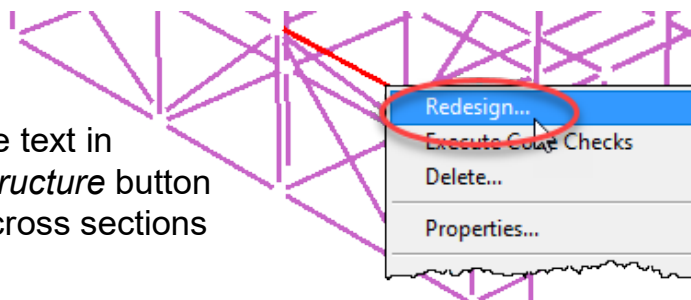 Redesign...
Execute Code Checks
Delete...
Properties...
e text in
ructure button
cross sections